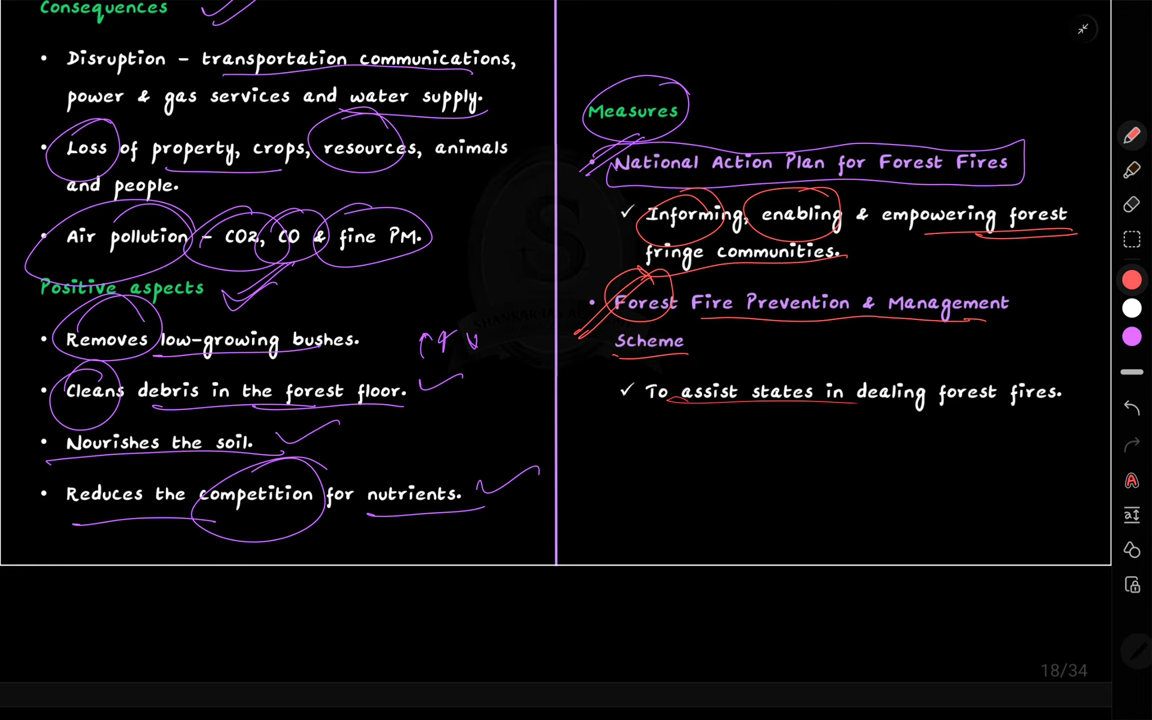 Consequences
• Disruption – transportation communications,
power & gas services and water supply.
• Loss of property, crops, resources, animals
and people.
• Air pollution – CO2, CO & fine PM.
Positive aspects
• Removes low-growing bushes.
• Cleans debris in the forest floor.
• Nourishes the soil.
• Reduces the competition for nutrients.
Measures
• National Action Plan for Forest Fires
✓ Informing, enabling & empowering forest
fringe communities.
• Forest Fire Prevention & Management
Scheme
✓ To assist states in dealing forest fires.
18/34